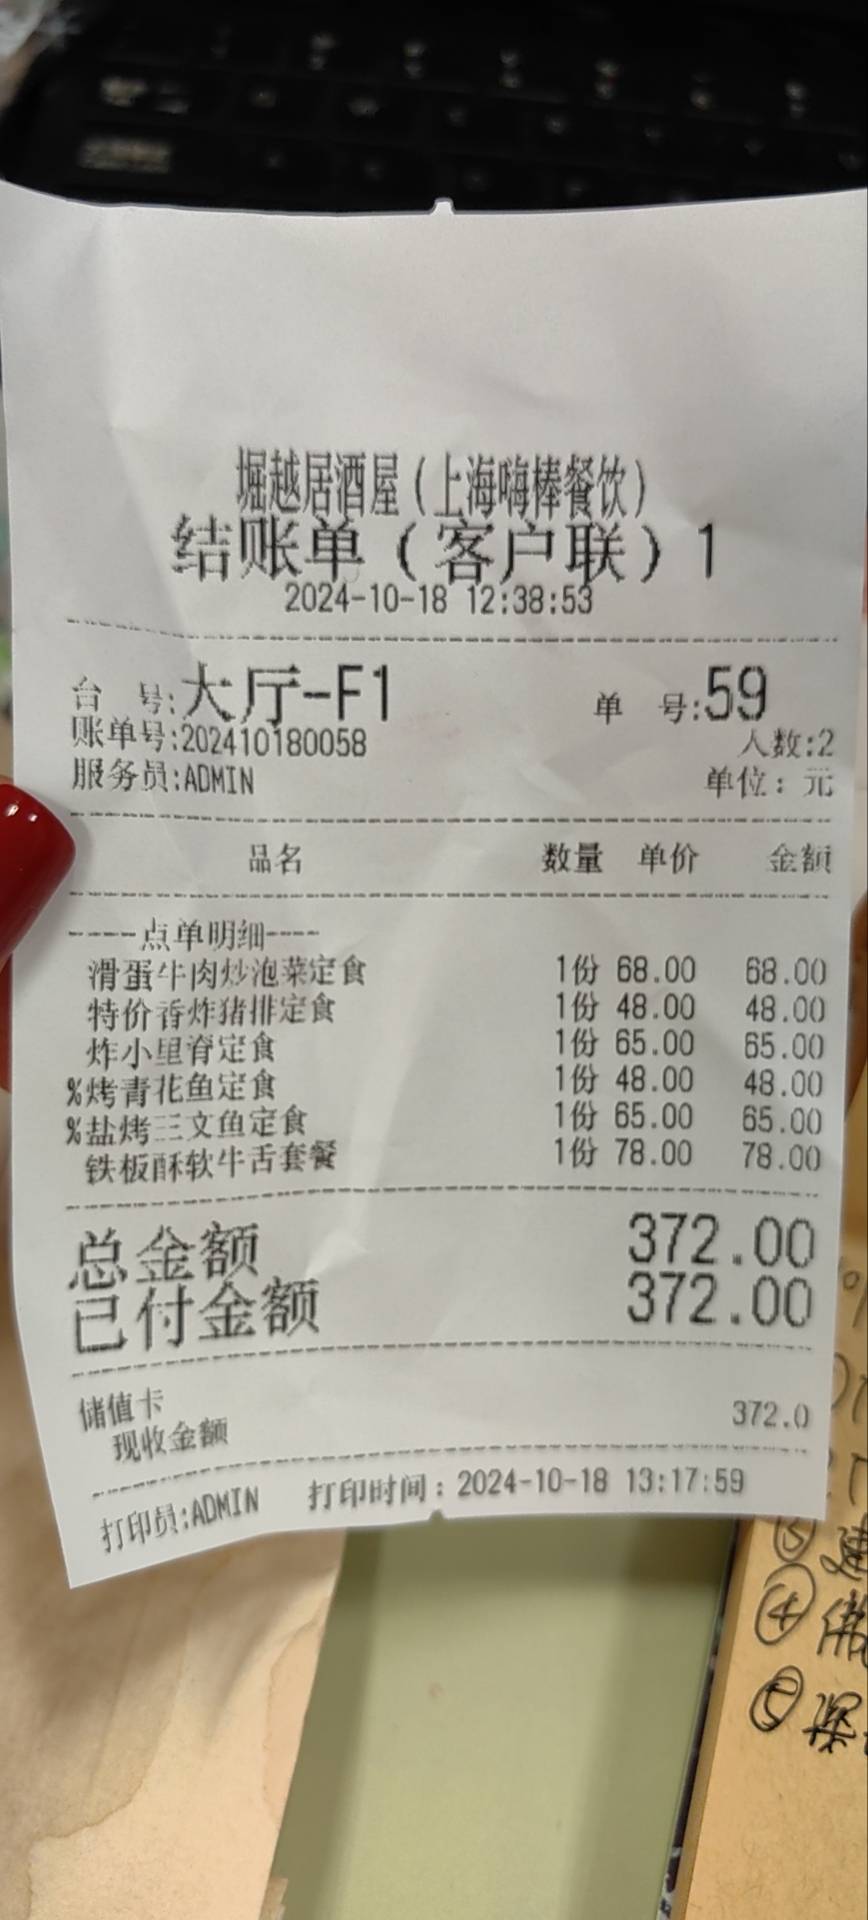 堀越居酒屋(上海嗨棒餐饮)
结账单(客户联)1
2024-10-18 12:38:53
台 号:大厅-F1 单 号:59
账单号:202410180058 人数:2
服务员:ADMIN 单位：元
品名 数量 单价 金额
----点单明细----
滑蛋牛肉炒泡菜定食 1份 68.00 68.00
特价香炸猪排定食 1份 48.00 48.00
炸小里脊定食 1份 65.00 65.00
%烤青花鱼定食 1份 48.00 48.00
%盐烤三文鱼定食 1份 65.00 65.00
铁板酥软牛舌套餐 1份 78.00 78.00
总金额 372.00
已付金额 372.00
储值卡 372.0
现收金额
打印员:ADMIN 打印时间：2024-10-18 13:17:59
④
⑤